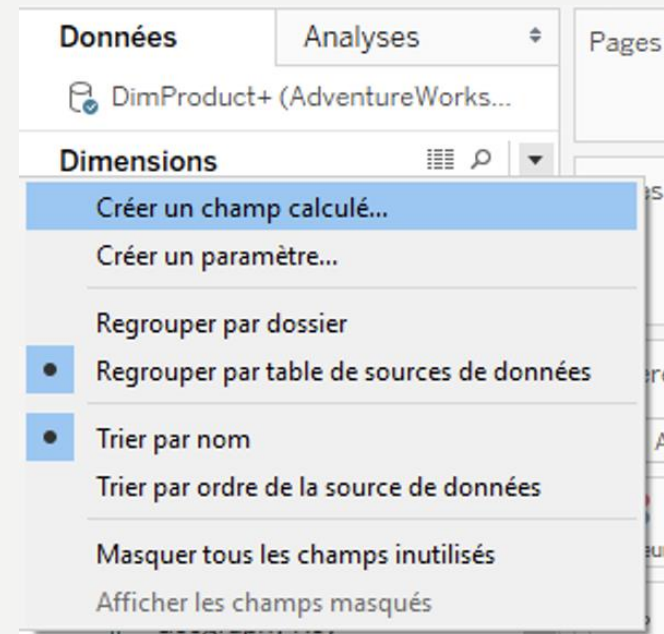 Données
Analyses
Pages
DimProduct+ (AdventureWorks...
Dimensions
Créer un champ calculé...
Créer un paramètre...
Regrouper par dossier
Regrouper par table de sources de données
Trier par nom
Trier par ordre de la source de données
Masquer tous les champs inutilisés
Afficher les champs masqués